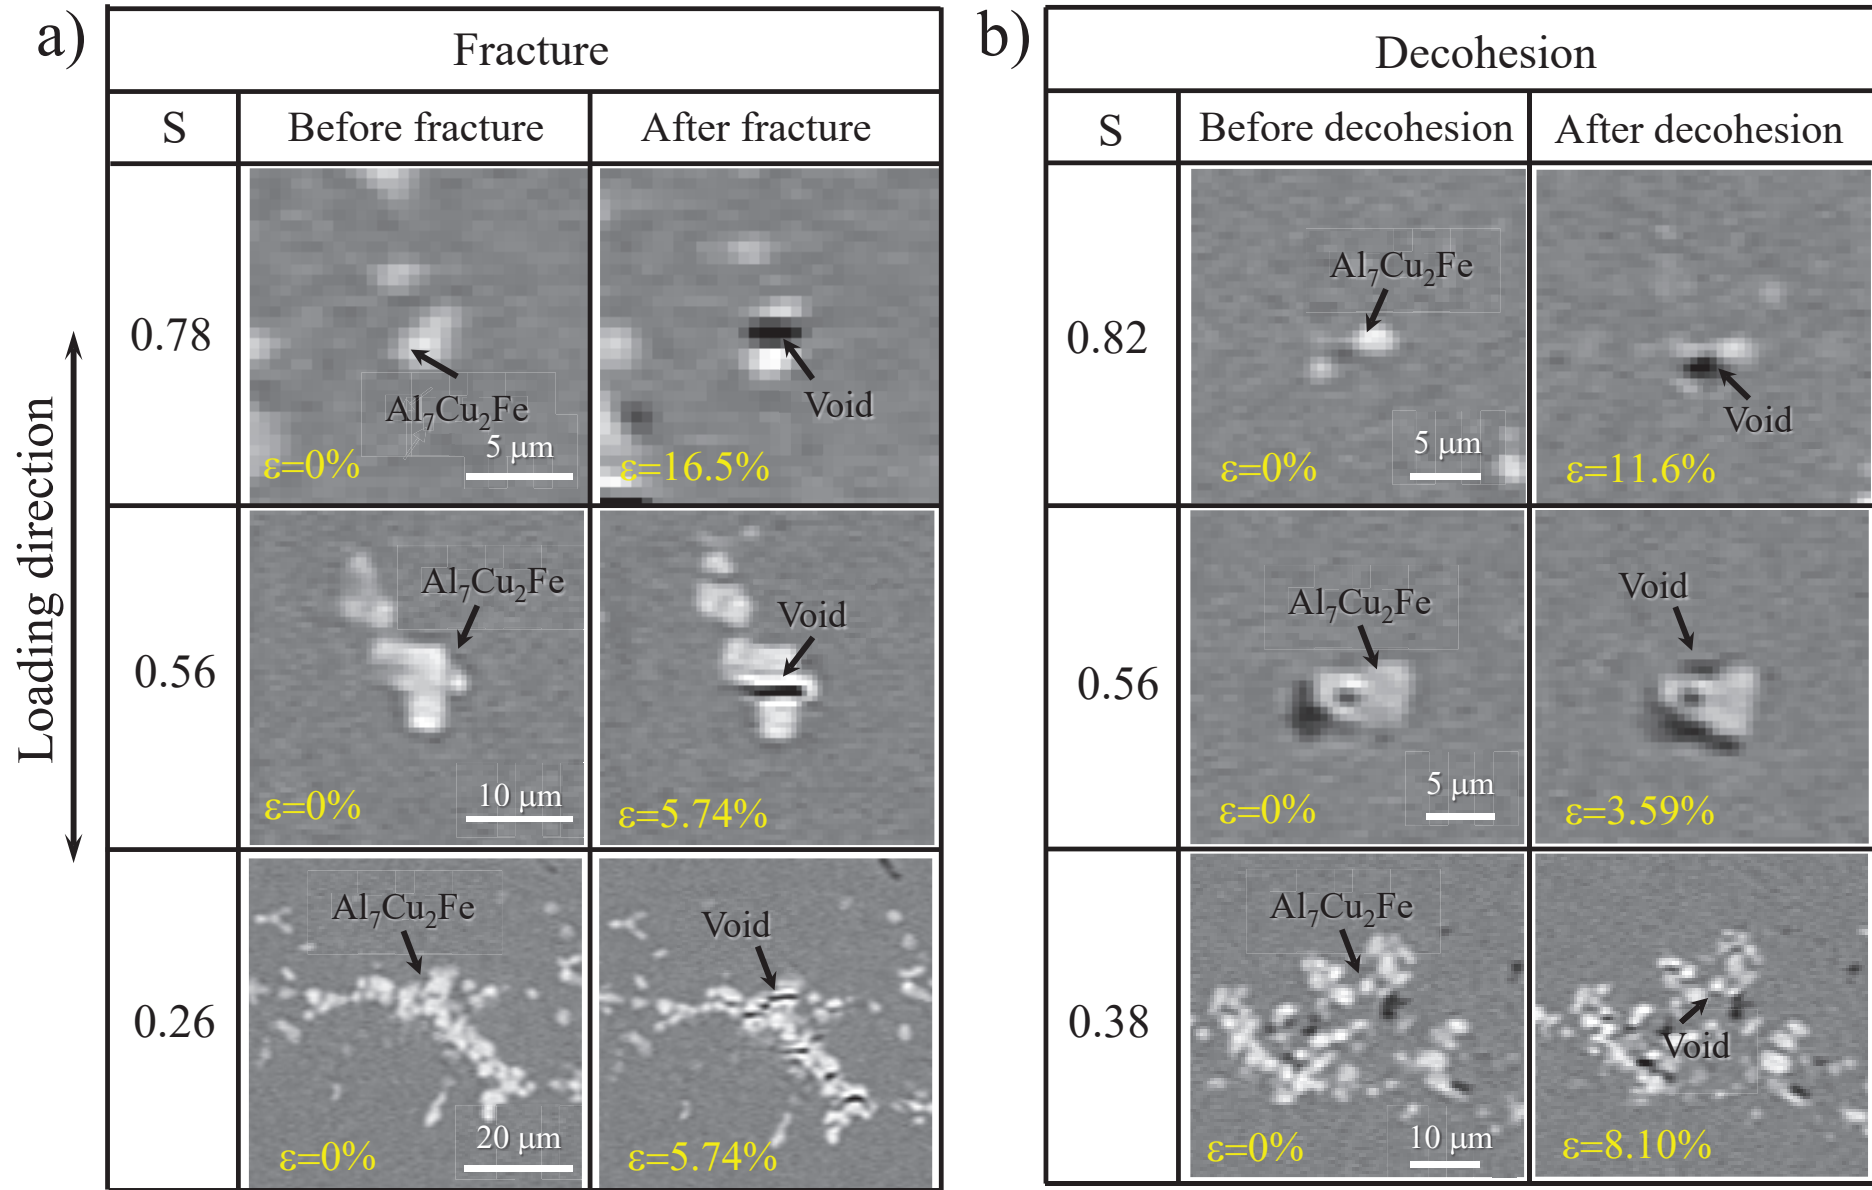 a)
Fracture
S
Before fracture
After fracture
Loading direction
0.78
Al₇Cu₂Fe
5 μm
ε=0%
Void
ε=16.5%
0.56
Al₇Cu₂Fe
10 μm
ε=0%
Void
ε=5.74%
0.26
Al₇Cu₂Fe
20 μm
ε=0%
Void
ε=5.74%
b)
Decohesion
S
Before decohesion
After decohesion
0.82
Al₇Cu₂Fe
5 μm
ε=0%
Void
ε=11.6%
0.56
Al₇Cu₂Fe
5 μm
ε=0%
Void
ε=3.59%
0.38
Al₇Cu₂Fe
10 μm
ε=0%
Void
ε=8.10%